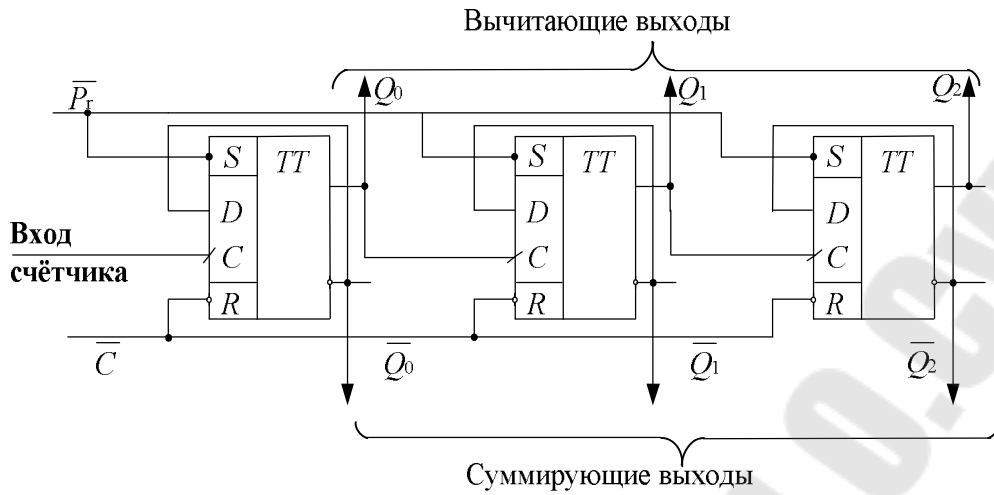 Вычитающие выходы
Q₀ Q₁ Q₂
P̅ᵣ
S TT S TT S TT
D D D
Вход
счётчика
C C C
R R R
C̅ Q̅₀ Q̅₁ Q̅₂
Суммирующие выходы